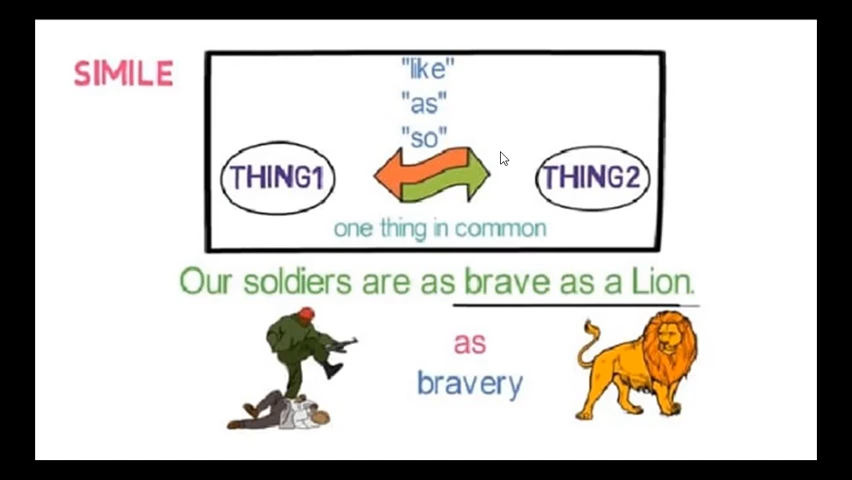 SIMILE
"like"
"as"
"so"
THING1
THING2
one thing in common
Our soldiers are as brave as a Lion.
as
bravery